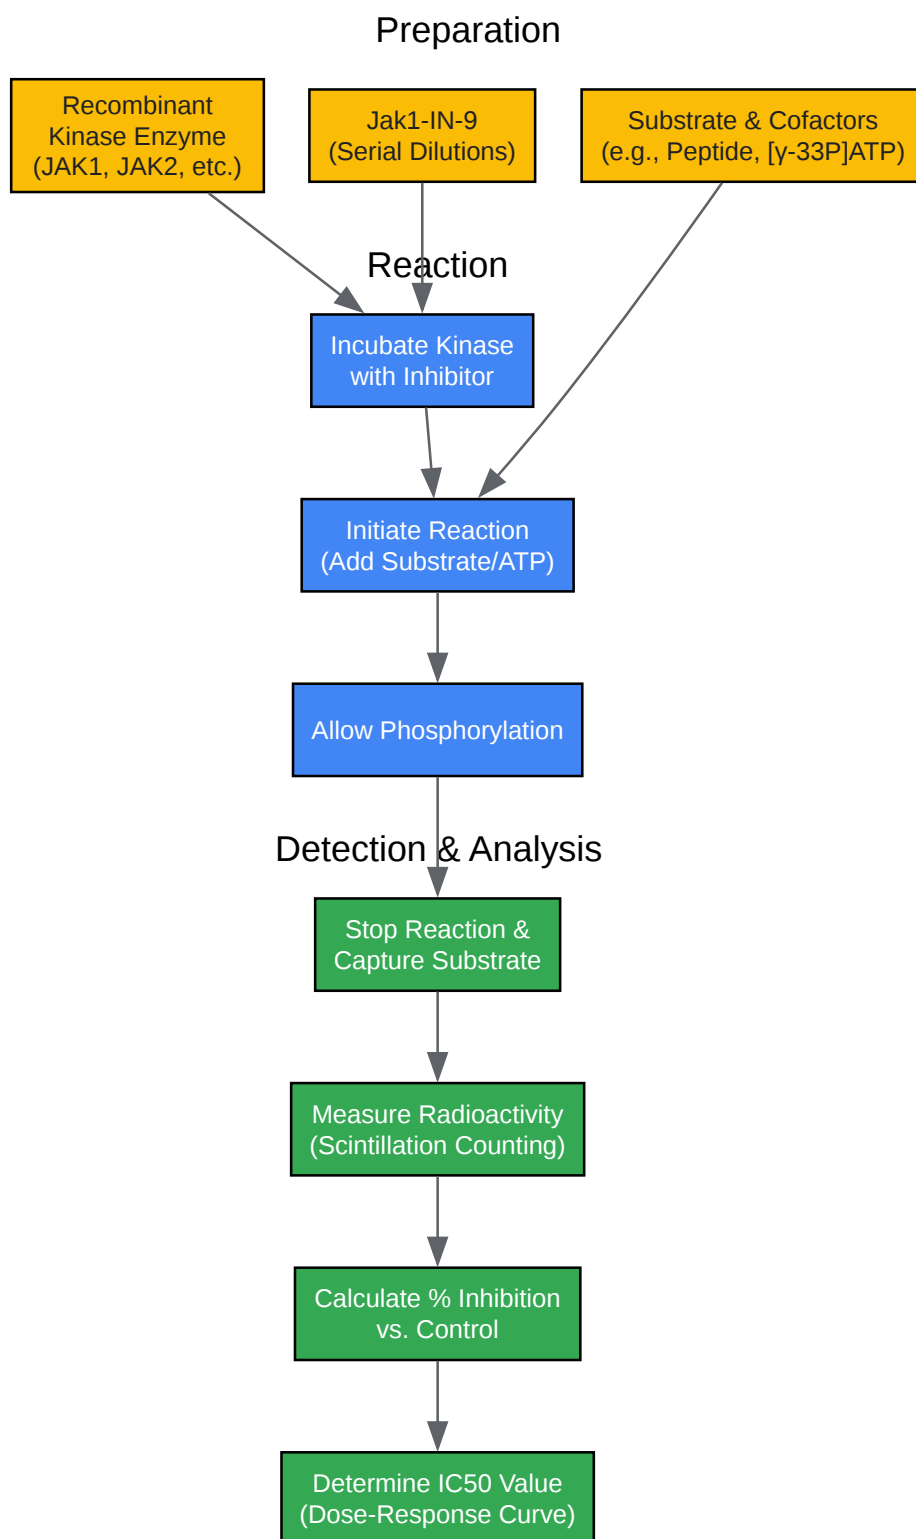 Preparation
Recombinant
Kinase Enzyme
(JAK1, JAK2, etc.)
Jak1-IN-9
(Serial Dilutions)
Substrate & Cofactors
(e.g., Peptide, [γ-33P]ATP)
Reaction
Incubate Kinase
with Inhibitor
Initiate Reaction
(Add Substrate/ATP)
Allow Phosphorylation
Detection & Analysis
Stop Reaction &
Capture Substrate
Measure Radioactivity
(Scintillation Counting)
Calculate % Inhibition
vs. Control
Determine IC50 Value
(Dose-Response Curve)